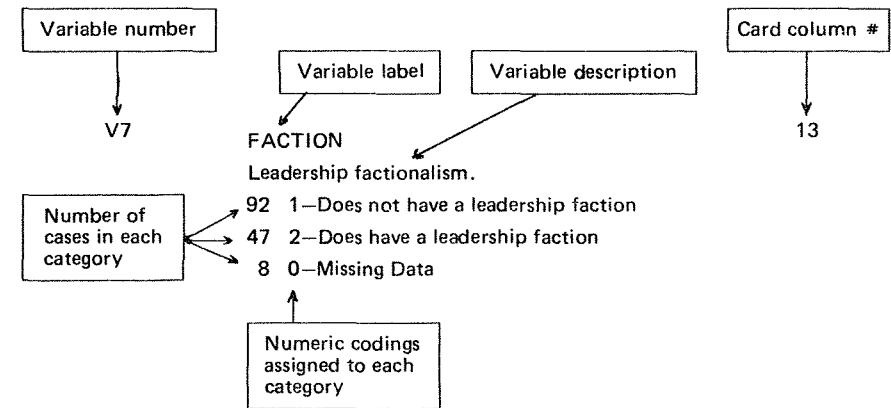 Variable number
Card column #
Variable label
Variable description
V7
13
FACTION
Leadership factionalism.
Number of
cases in each
category
92 1—Does not have a leadership faction
47 2—Does have a leadership faction
8 0—Missing Data
Numeric codings
assigned to each
category